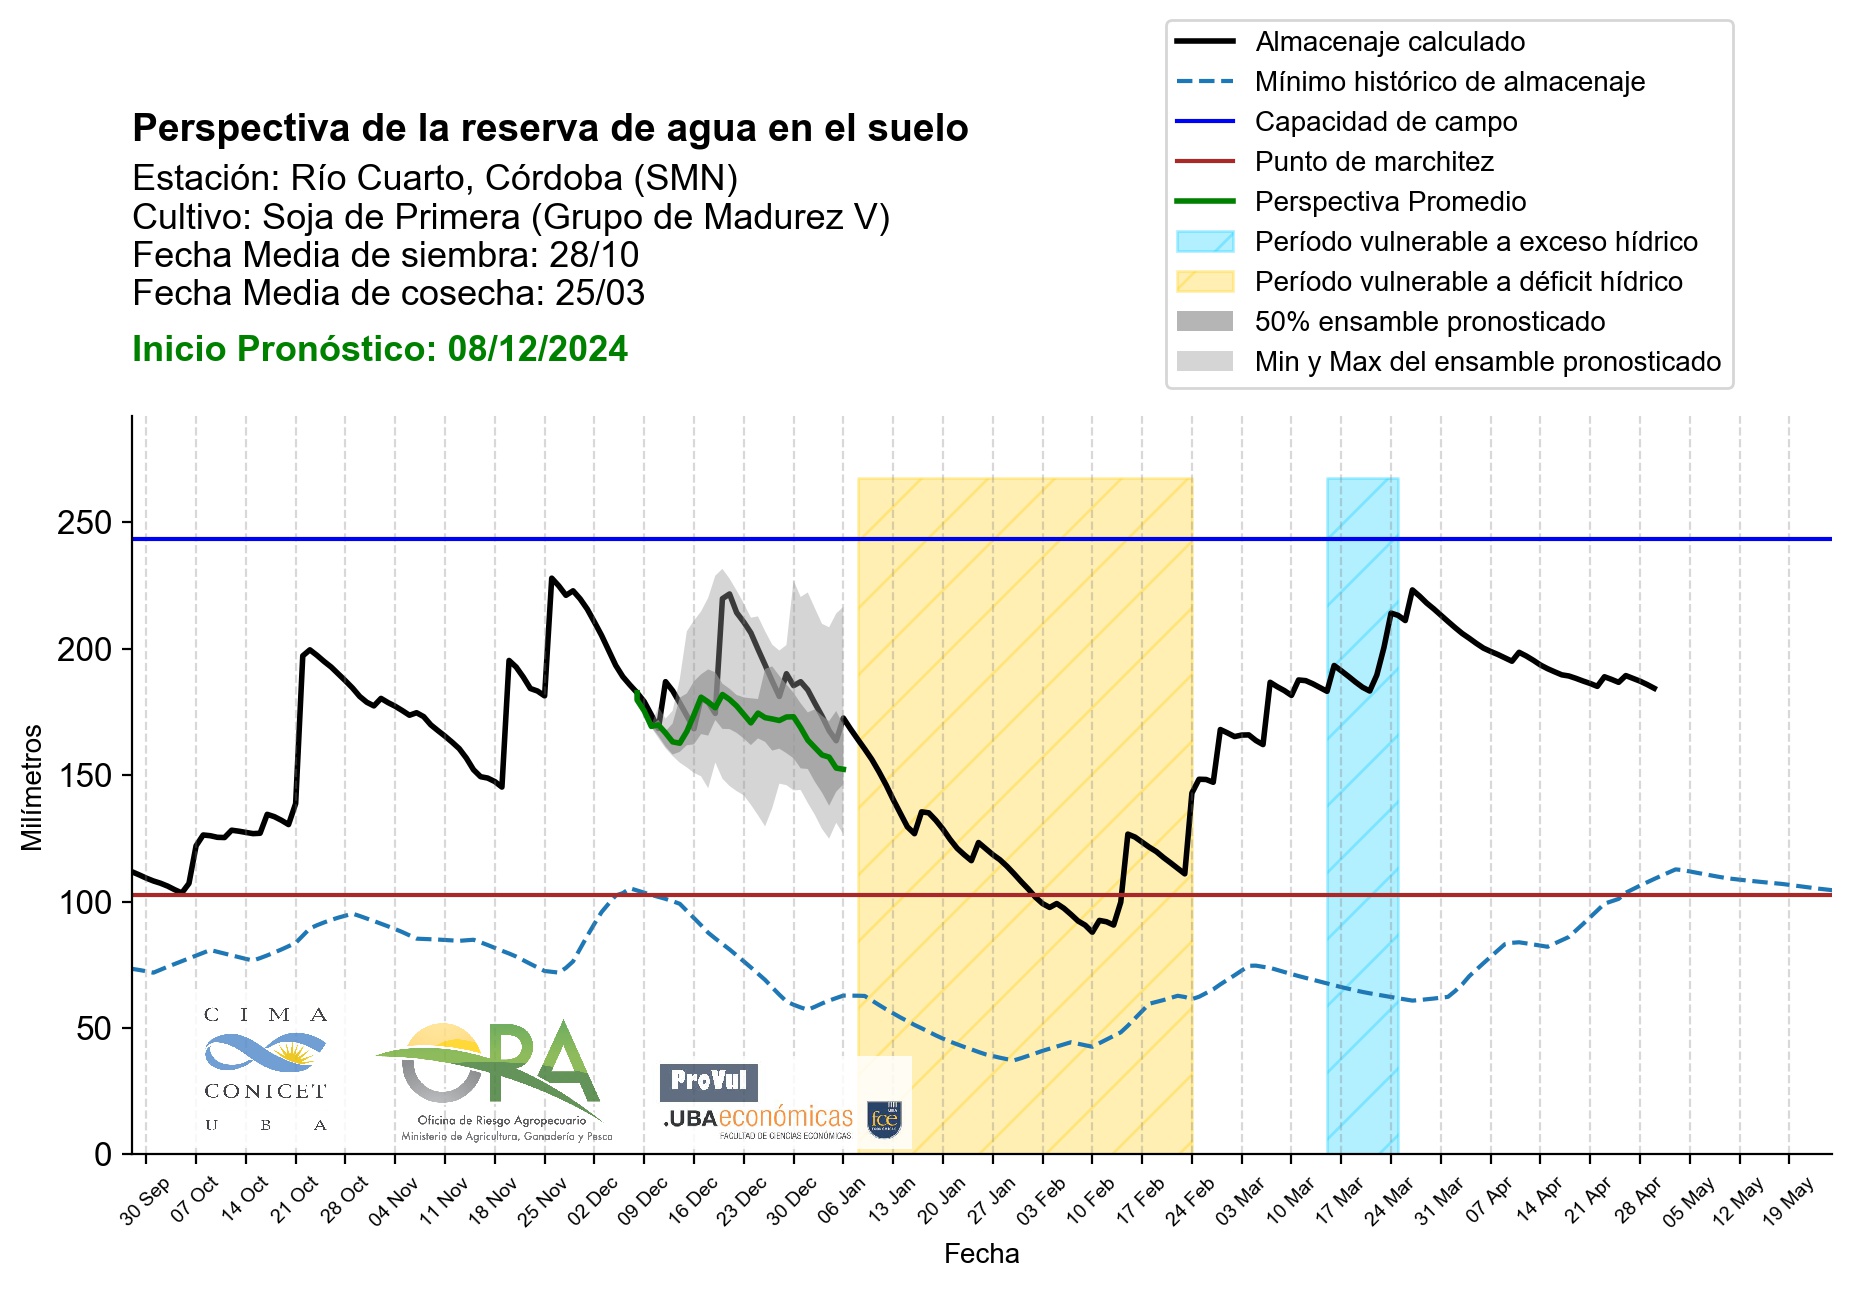 Almacenaje calculado
Mínimo histórico de almacenaje
Capacidad de campo
Punto de marchitez
Perspectiva Promedio
Período vulnerable a exceso hídrico
Período vulnerable a déficit hídrico
50% ensamble pronosticado
Min y Max del ensamble pronosticado
Perspectiva de la reserva de agua en el suelo
Estación: Río Cuarto, Córdoba (SMN)
Cultivo: Soja de Primera (Grupo de Madurez V)
Fecha Media de siembra: 28/10
Fecha Media de cosecha: 25/03
Inicio Pronóstico: 08/12/2024
Milímetros
250
200
150
100
50
0
CIMA
CONICET
UBA
ORA
Oficina de Riesgo Agropecuario
Ministerio de Agricultura, Ganadería y Pesca
ProVul
.UBAeconómicas
FACULTAD DE CIENCIAS ECONÓMICAS
UBA
fce
ECONÓMICAS
30 Sep 07 Oct 14 Oct 21 Oct 28 Oct 04 Nov 11 Nov 18 Nov 25 Nov 02 Dec 09 Dec 16 Dec 23 Dec 30 Dec 06 Jan 13 Jan 20 Jan 27 Jan 03 Feb 10 Feb 17 Feb 24 Feb 03 Mar 10 Mar 17 Mar 24 Mar 31 Mar 07 Apr 14 Apr 21 Apr 28 Apr 05 May 12 May 19 May
Fecha